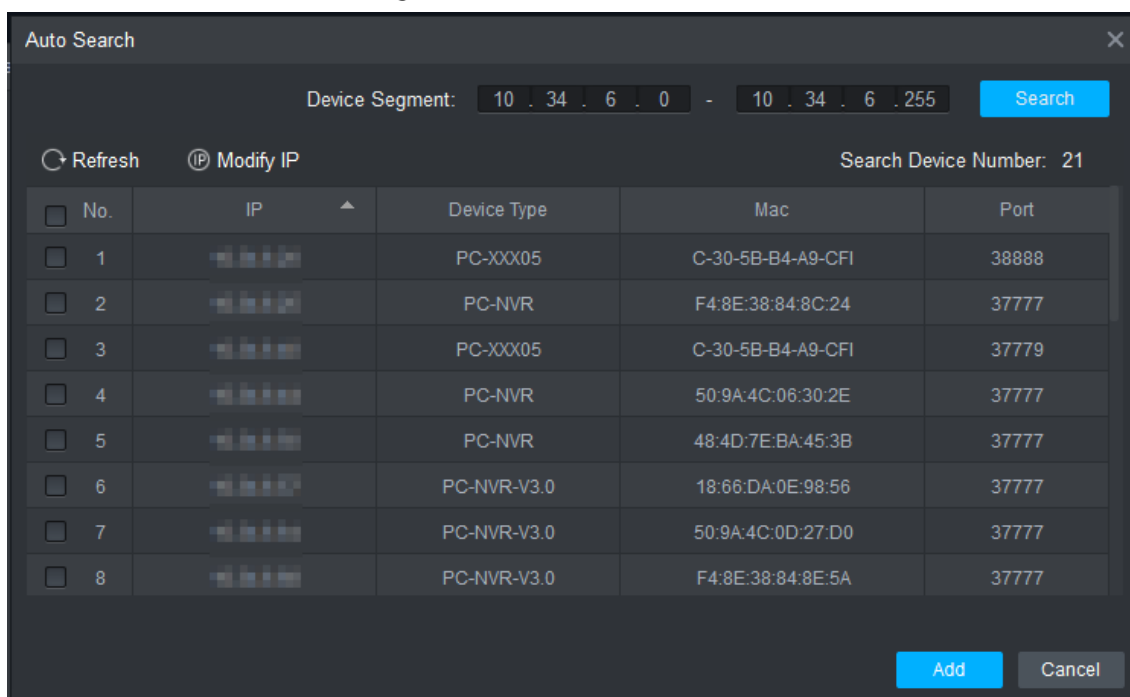 Auto Search
Device Segment: 10 . 34 . 6 . 0 - 10 . 34 . 6 . 255 Search
Refresh IP Modify IP Search Device Number: 21
No. IP Device Type Mac Port
1 PC-XXX05 C-30-5B-B4-A9-CFI 38888
2 PC-NVR F4:8E:38:84:8C:24 37777
3 PC-XXX05 C-30-5B-B4-A9-CFI 37779
4 PC-NVR 50:9A:4C:06:30:2E 37777
5 PC-NVR 48:4D:7E:BA:45:3B 37777
6 PC-NVR-V3.0 18:66:DA:0E:98:56 37777
7 PC-NVR-V3.0 50:9A:4C:0D:27:D0 37777
8 PC-NVR-V3.0 F4:8E:38:84:8E:5A 37777
Add Cancel